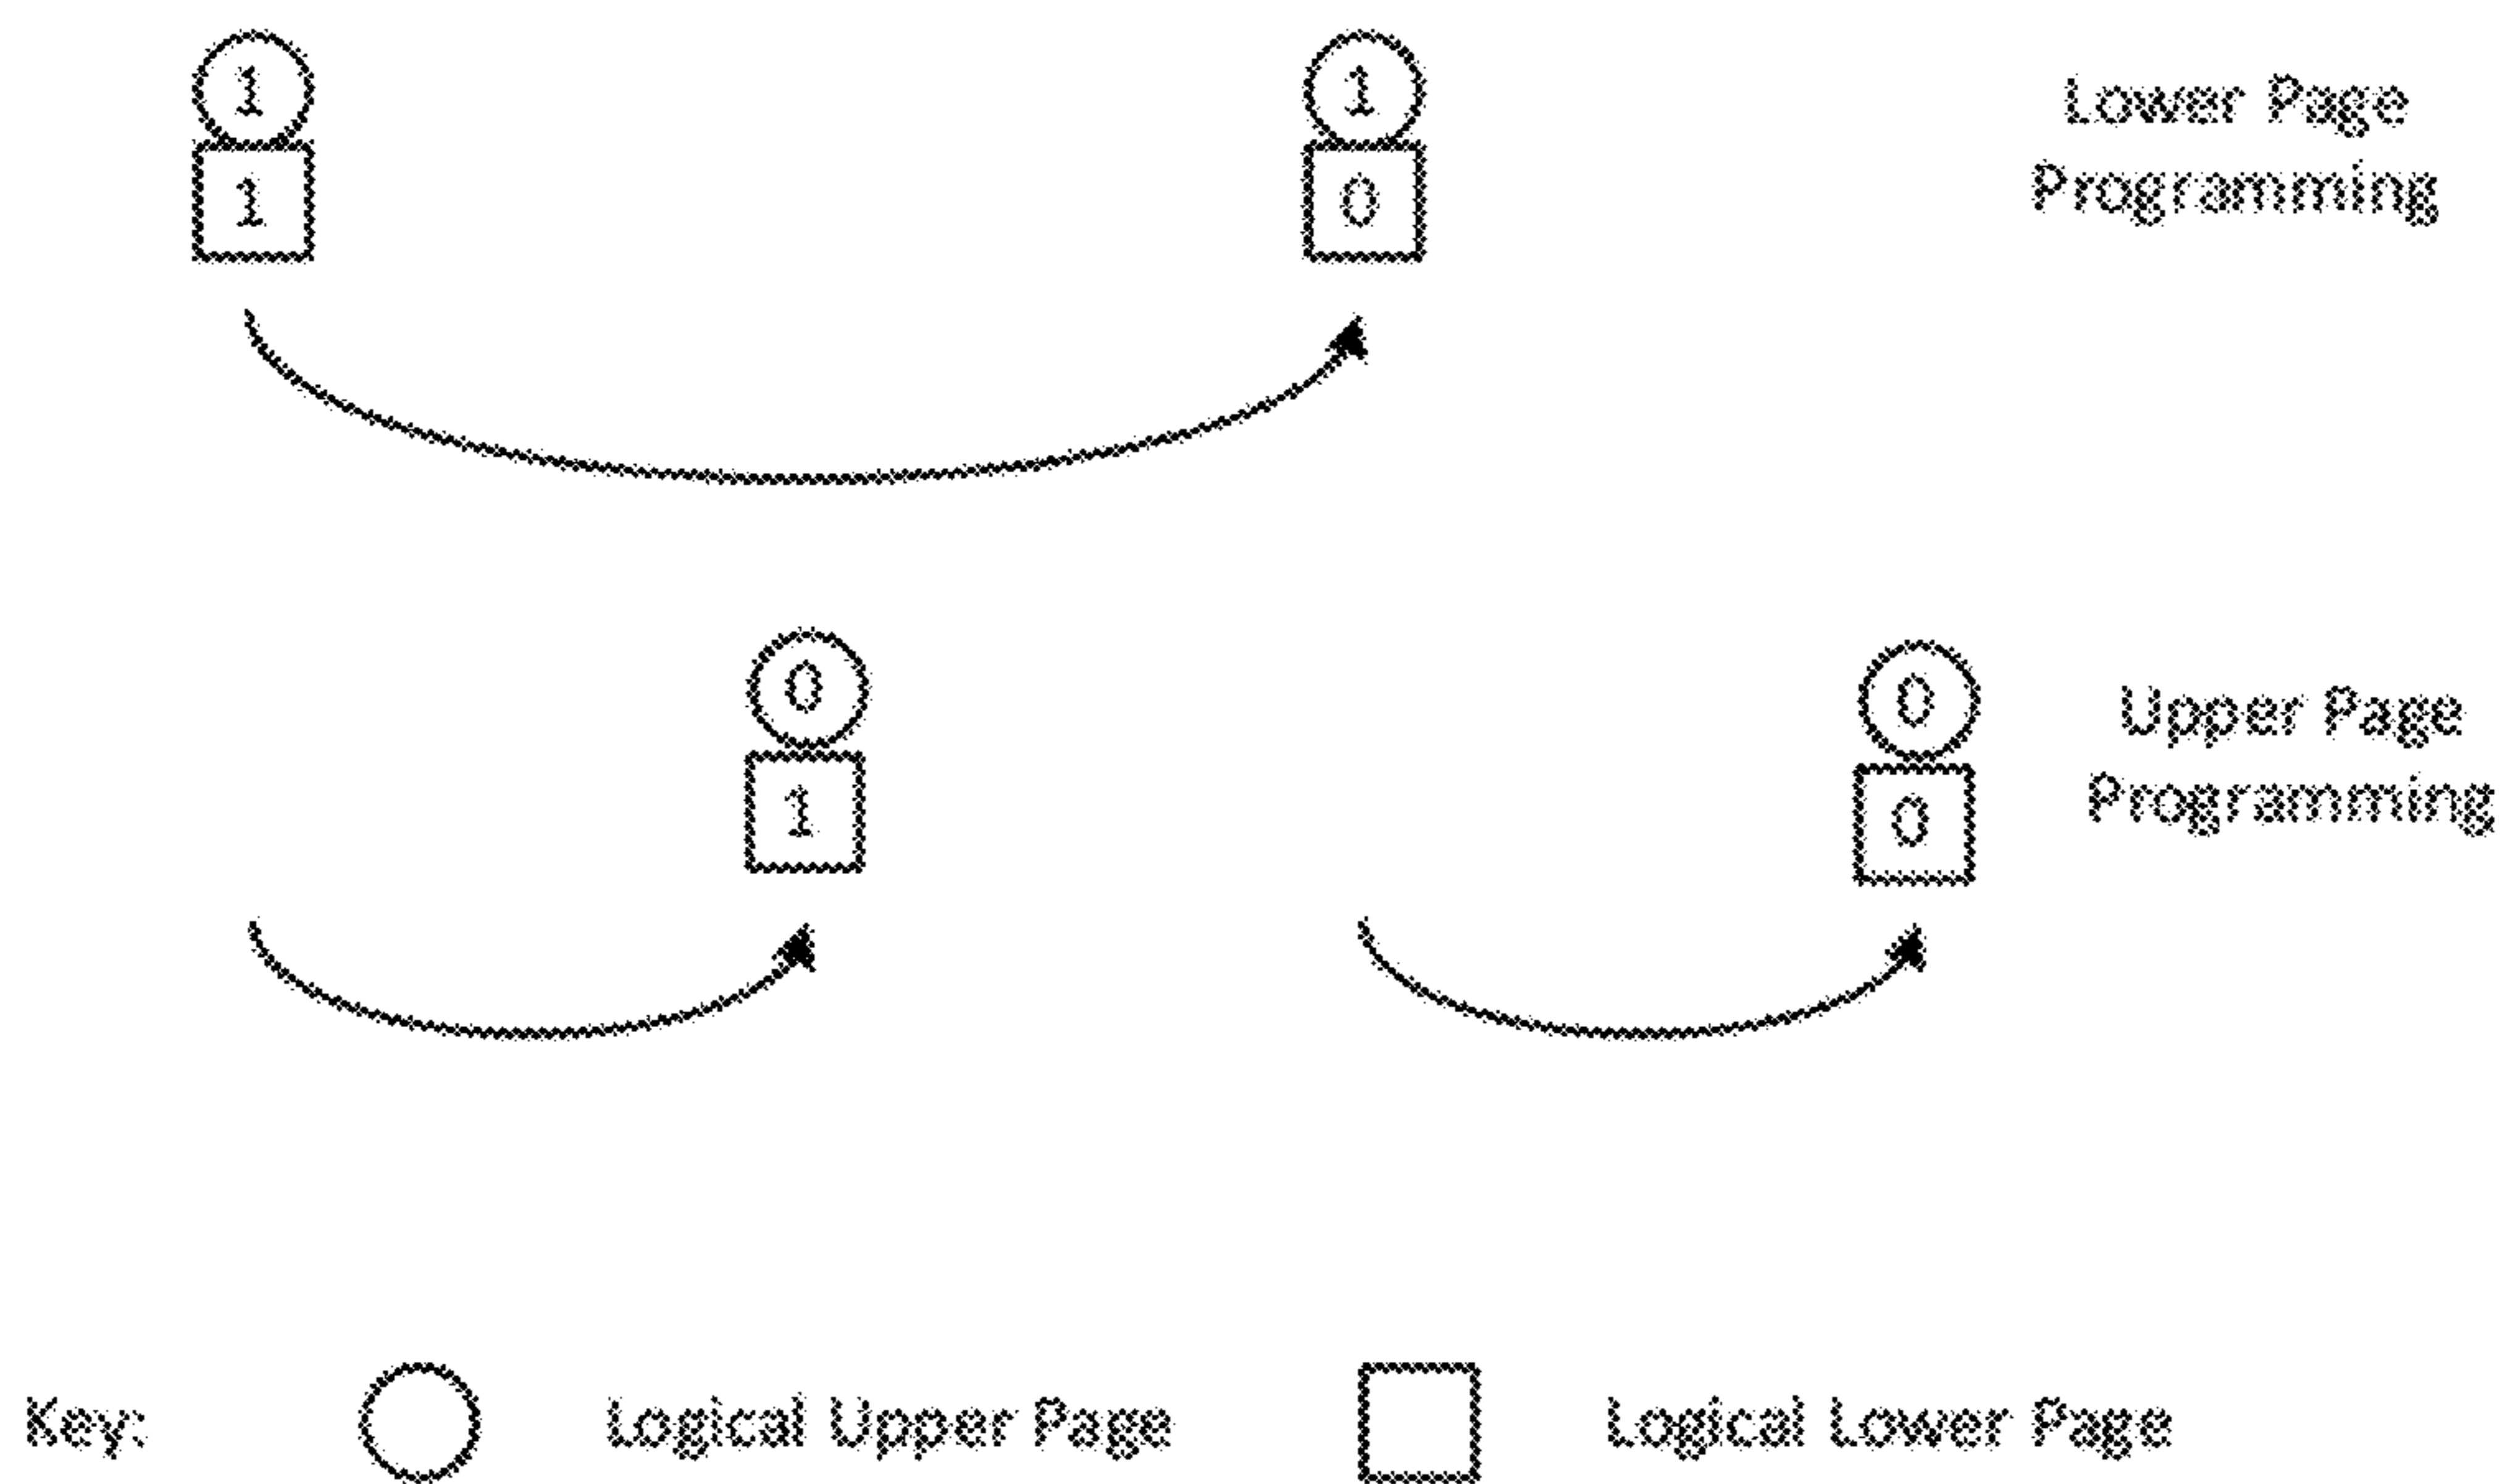 1 1 Lower Page
1 0 Programming
0 0 Upper Page
1 0 Programming
Key: Logical Upper Page Logical Lower Page